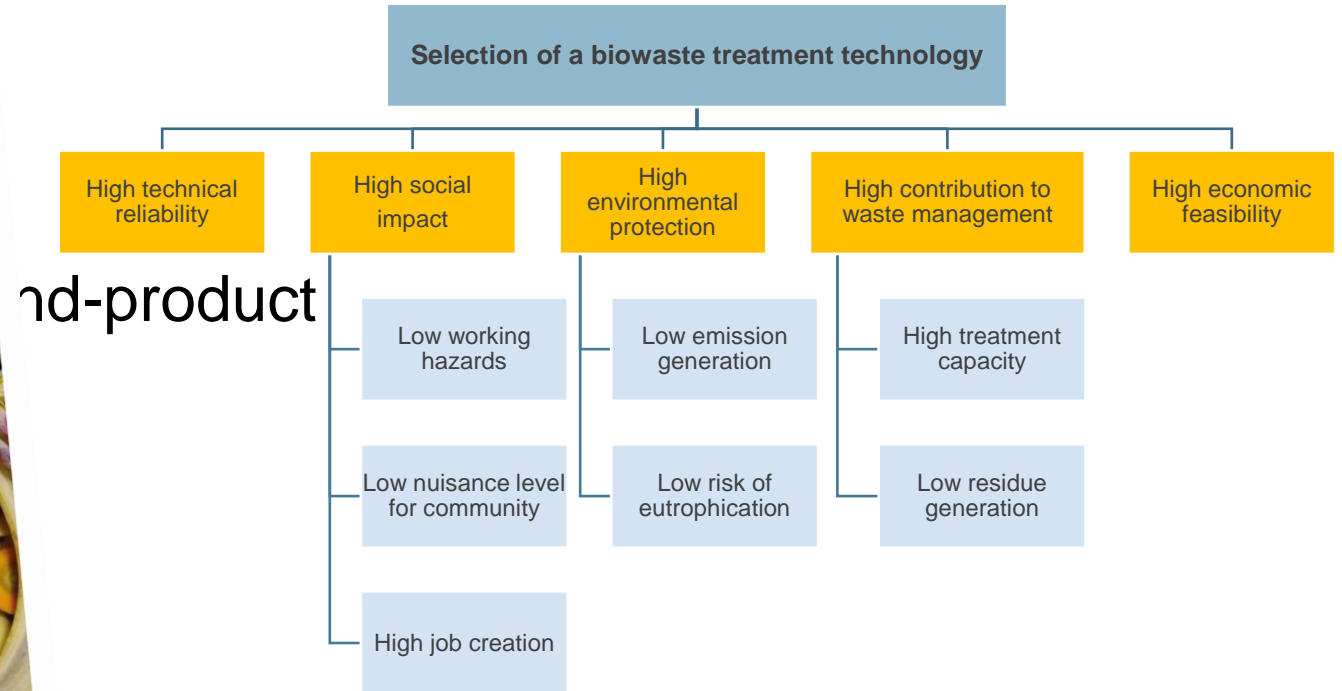 Selection of a biowaste treatment technology
High technical
reliability
High social
impact
High
environmental
protection
High contribution to
waste management
High economic
feasibility
nd-product
Low working
hazards
Low emission
generation
High treatment
capacity
Low nuisance level
for community
Low risk of
eutrophication
Low residue
generation
High job creation